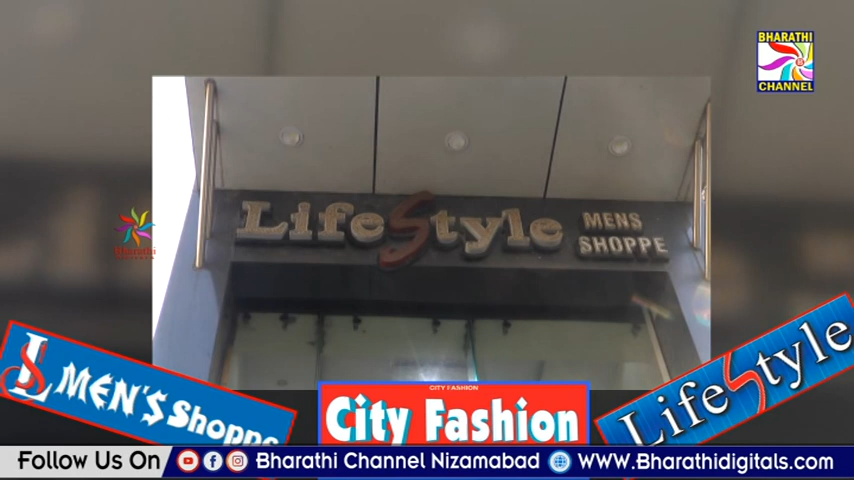 BHARATHI
CHANNEL
LifeStyle MENS
SHOPPE
Bharathi
LS MEN'S Shoppe
CITY FASHION
City Fashion
LifeStyle
Follow Us On Bharathi Channel Nizamabad www.Bharathidigitals.com